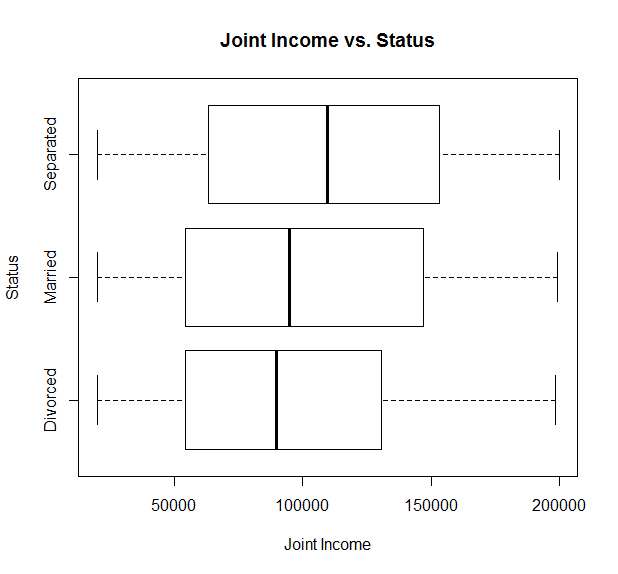 Joint Income vs. Status
Status
Separated
Married
Divorced
50000
100000
150000
200000
Joint Income